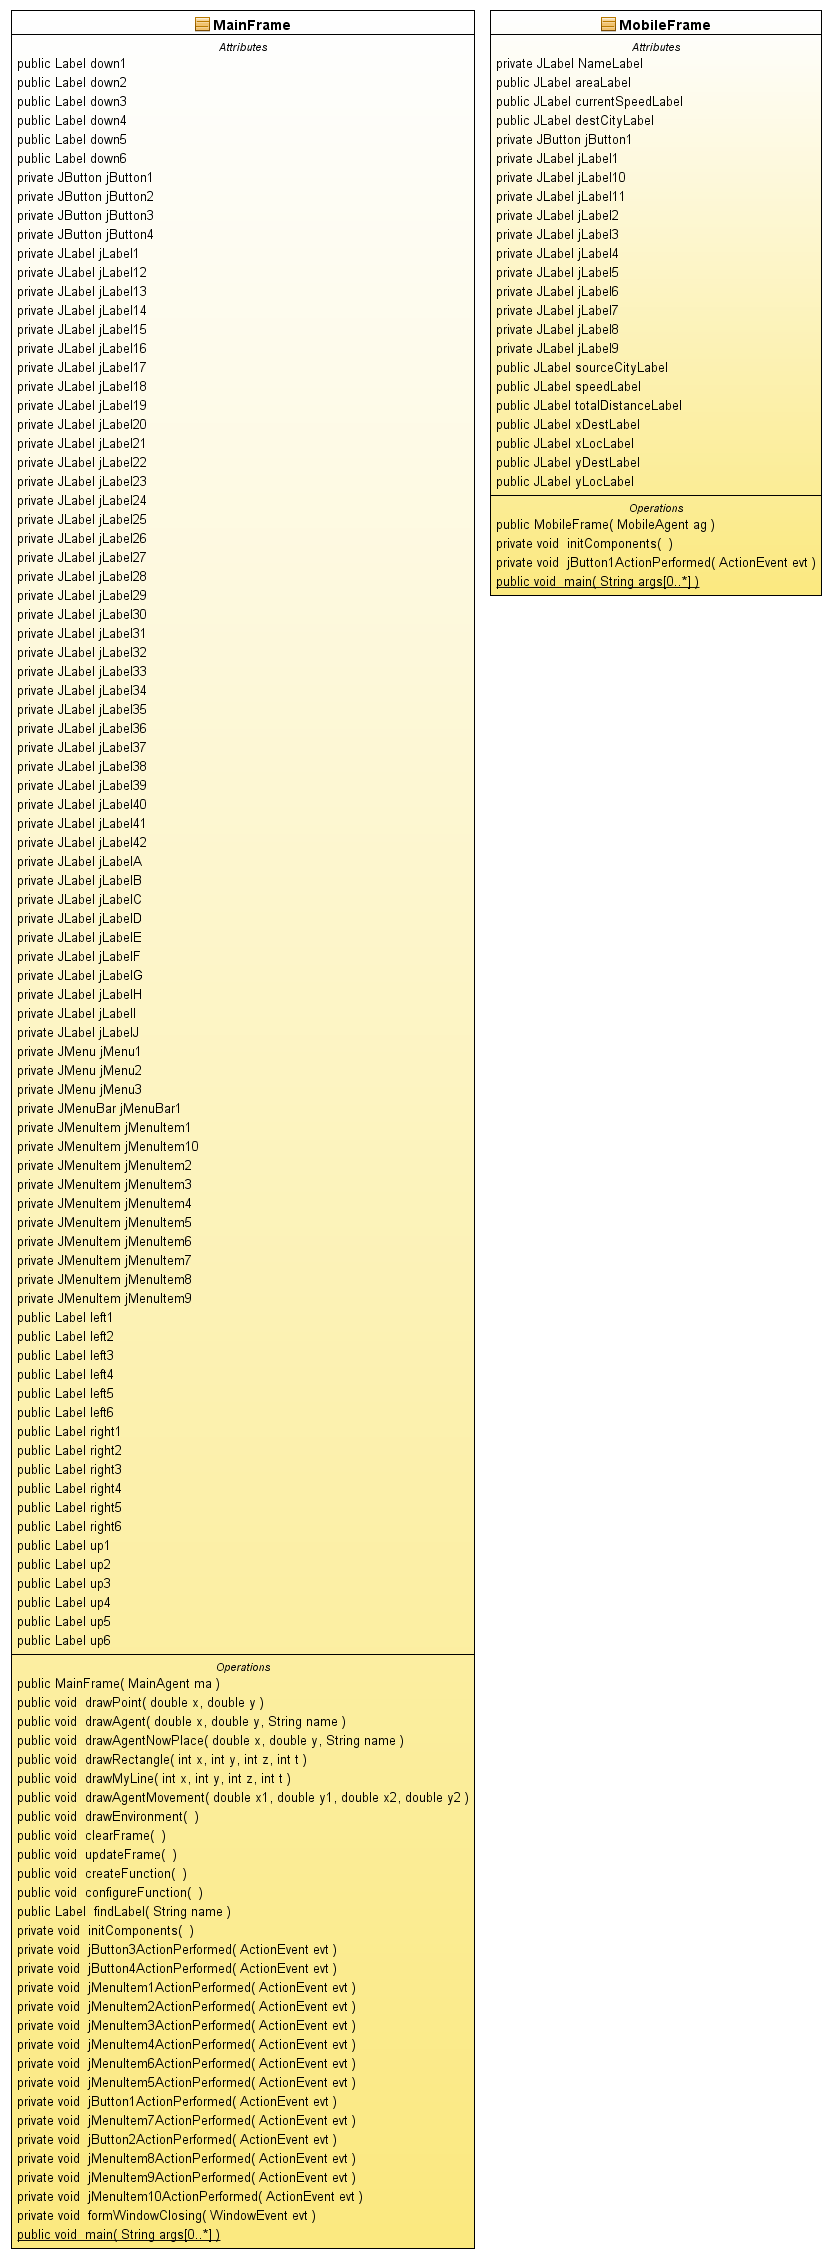 MainFrame
Attributes
public Label down1
public Label down2
public Label down3
public Label down4
public Label down5
public Label down6
private JButton jButton1
private JButton jButton2
private JButton jButton3
private JButton jButton4
private JLabel jLabel1
private JLabel jLabel12
private JLabel jLabel13
private JLabel jLabel14
private JLabel jLabel15
private JLabel jLabel16
private JLabel jLabel17
private JLabel jLabel18
private JLabel jLabel19
private JLabel jLabel20
private JLabel jLabel21
private JLabel jLabel22
private JLabel jLabel23
private JLabel jLabel24
private JLabel jLabel25
private JLabel jLabel26
private JLabel jLabel27
private JLabel jLabel28
private JLabel jLabel29
private JLabel jLabel30
private JLabel jLabel31
private JLabel jLabel32
private JLabel jLabel33
private JLabel jLabel34
private JLabel jLabel35
private JLabel jLabel36
private JLabel jLabel37
private JLabel jLabel38
private JLabel jLabel39
private JLabel jLabel40
private JLabel jLabel41
private JLabel jLabel42
private JLabel jLabelA
private JLabel jLabelB
private JLabel jLabelC
private JLabel jLabelD
private JLabel jLabelE
private JLabel jLabelF
private JLabel jLabelG
private JLabel jLabelH
private JLabel jLabelI
private JLabel jLabelJ
private JMenu jMenu1
private JMenu jMenu2
private JMenu jMenu3
private JMenuBar jMenuBar1
private JMenuItem jMenuItem1
private JMenuItem jMenuItem10
private JMenuItem jMenuItem2
private JMenuItem jMenuItem3
private JMenuItem jMenuItem4
private JMenuItem jMenuItem5
private JMenuItem jMenuItem6
private JMenuItem jMenuItem7
private JMenuItem jMenuItem8
private JMenuItem jMenuItem9
public Label left1
public Label left2
public Label left3
public Label left4
public Label left5
public Label left6
public Label right1
public Label right2
public Label right3
public Label right4
public Label right5
public Label right6
public Label up1
public Label up2
public Label up3
public Label up4
public Label up5
public Label up6
Operations
public MainFrame( MainAgent ma )
public void  drawPoint( double x, double y )
public void  drawAgent( double x, double y, String name )
public void  drawAgentNowPlace( double x, double y, String name )
public void  drawRectangle( int x, int y, int z, int t )
public void  drawMyLine( int x, int y, int z, int t )
public void  drawAgentMovement( double x1, double y1, double x2, double y2 )
public void  drawEnvironment(  )
public void  clearFrame(  )
public void  updateFrame(  )
public void  createFunction(  )
public void  configureFunction(  )
public Label  findLabel( String name )
private void  initComponents(  )
private void  jButton3ActionPerformed( ActionEvent evt )
private void  jButton4ActionPerformed( ActionEvent evt )
private void  jMenuItem1ActionPerformed( ActionEvent evt )
private void  jMenuItem2ActionPerformed( ActionEvent evt )
private void  jMenuItem3ActionPerformed( ActionEvent evt )
private void  jMenuItem4ActionPerformed( ActionEvent evt )
private void  jMenuItem6ActionPerformed( ActionEvent evt )
private void  jMenuItem5ActionPerformed( ActionEvent evt )
private void  jButton1ActionPerformed( ActionEvent evt )
private void  jMenuItem7ActionPerformed( ActionEvent evt )
private void  jButton2ActionPerformed( ActionEvent evt )
private void  jMenuItem8ActionPerformed( ActionEvent evt )
private void  jMenuItem9ActionPerformed( ActionEvent evt )
private void  jMenuItem10ActionPerformed( ActionEvent evt )
private void  formWindowClosing( WindowEvent evt )
public void  main( String args[0..*] )
MobileFrame
Attributes
private JLabel NameLabel
public JLabel areaLabel
public JLabel currentSpeedLabel
public JLabel destCityLabel
private JButton jButton1
private JLabel jLabel1
private JLabel jLabel10
private JLabel jLabel11
private JLabel jLabel2
private JLabel jLabel3
private JLabel jLabel4
private JLabel jLabel5
private JLabel jLabel6
private JLabel jLabel7
private JLabel jLabel8
private JLabel jLabel9
public JLabel sourceCityLabel
public JLabel speedLabel
public JLabel totalDistanceLabel
public JLabel xDestLabel
public JLabel xLocLabel
public JLabel yDestLabel
public JLabel yLocLabel
Operations
public MobileFrame( MobileAgent ag )
private void  initComponents(  )
private void  jButton1ActionPerformed( ActionEvent evt )
public void  main( String args[0..*] )